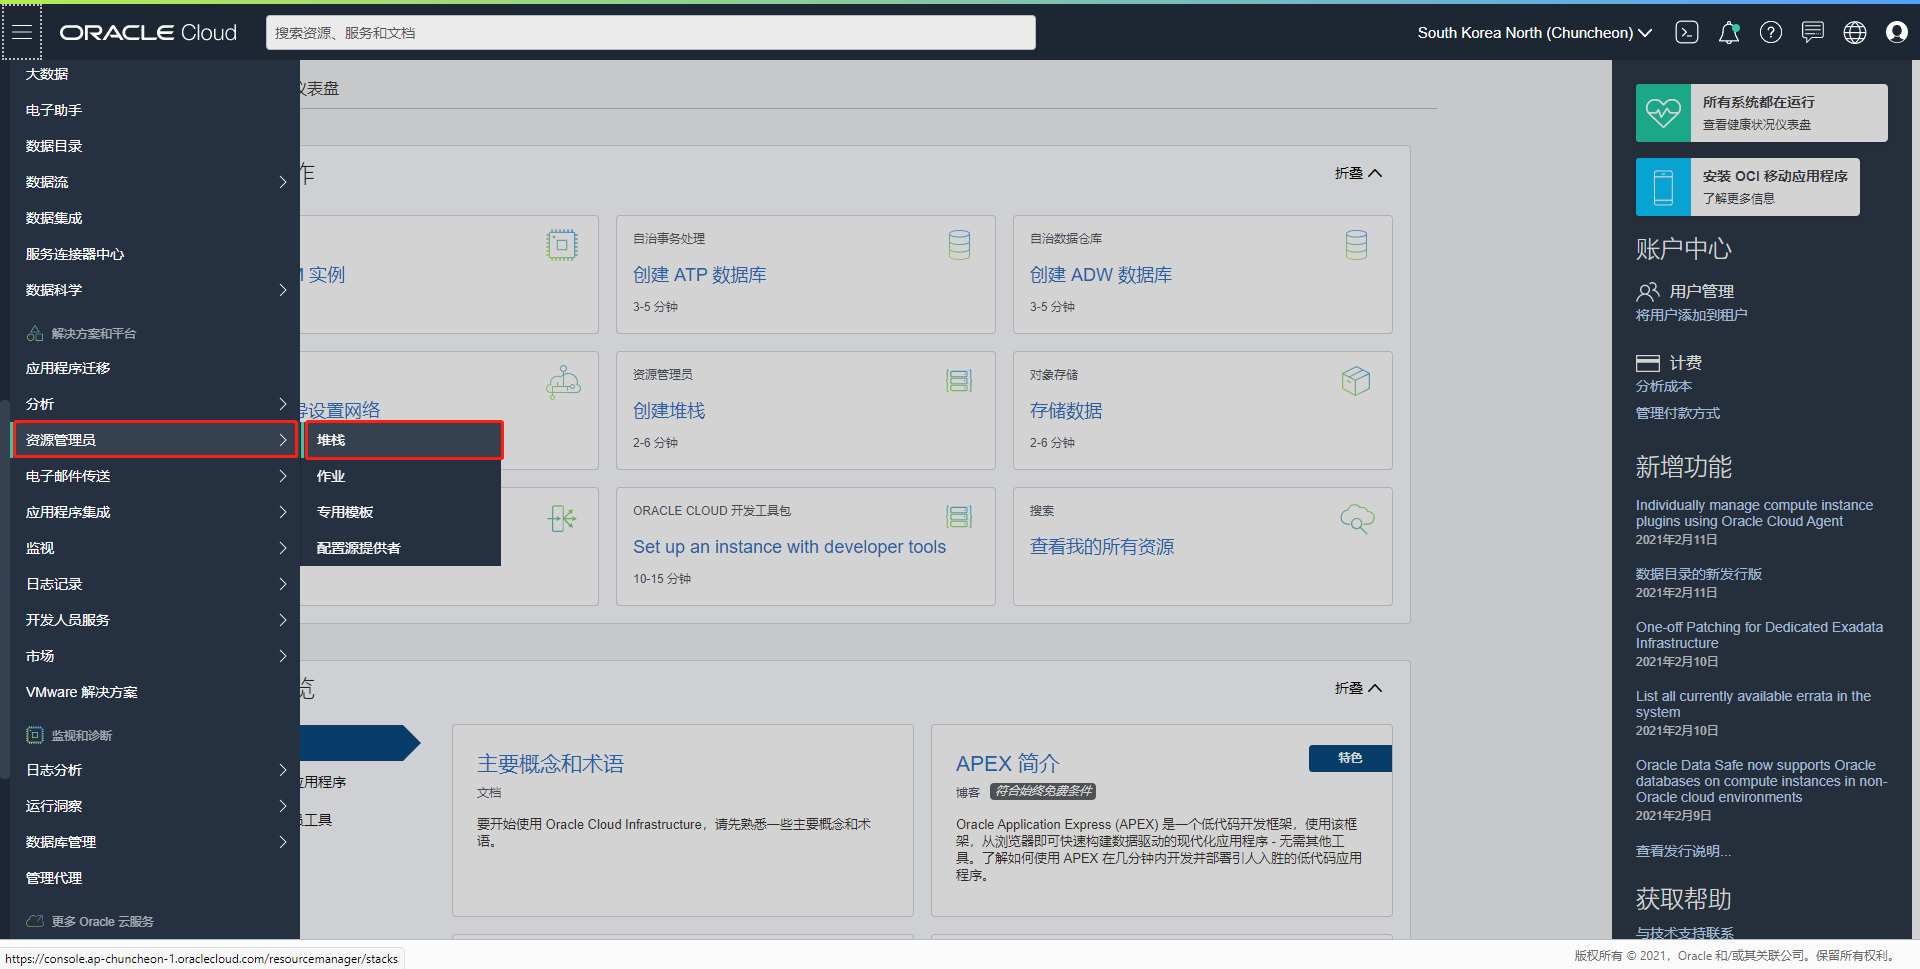 ORACLE Cloud
搜索资源、服务和文档
South Korea North (Chuncheon)
大数据
电子助手
数据目录
数据流
数据集成
服务连接器中心
数据科学
解决方案和平台
应用程序迁移
分析
资源管理员
电子邮件传送
应用程序集成
监视
日志记录
开发人员服务
市场
VMware 解决方案
监视和诊断
日志分析
运行洞察
数据库管理
管理代理
更多 Oracle 云服务
堆栈
作业
专用模板
配置源提供者
表盘
作
折叠
实例
自治事务处理
创建 ATP 数据库
3-5 分钟
自治数据仓库
创建 ADW 数据库
3-5 分钟
设置网络
资源管理员
创建堆栈
2-6 分钟
对象存储
存储数据
2-6 分钟
ORACLE CLOUD 开发工具包
Set up an instance with developer tools
10-15 分钟
搜索
查看我的所有资源
览
折叠
应用程序
工具
主要概念和术语
文档
要开始使用 Oracle Cloud Infrastructure，请先熟悉一些主要概念和术
语。
APEX 简介
特色
博客 符合始终免费条件
Oracle Application Express (APEX) 是一个低代码开发框架，使用该框
架，从浏览器即可快速构建数据驱动的现代化应用程序 - 无需其他工
具。了解如何使用 APEX 在几分钟内开发并部署引人入胜的低代码应用
程序。
所有系统都在运行
查看健康状况仪表盘
安装 OCI 移动应用程序
了解更多信息
账户中心
用户管理
将用户添加到租户
计费
分析成本
管理付款方式
新增功能
Individually manage compute instance
plugins using Oracle Cloud Agent
2021年2月11日
数据目录的新发行版
2021年2月11日
One-off Patching for Dedicated Exadata
Infrastructure
2021年2月10日
List all currently available errata in the
system
2021年2月10日
Oracle Data Safe now supports Oracle
databases on compute instances in non-
Oracle cloud environments
2021年2月9日
查看发行说明...
获取帮助
与技术支持联系
https://console.ap-chuncheon-1.oraclecloud.com/resourcemanager/stacks
版权所有 © 2021，Oracle 和/或其关联公司。保留所有权利。